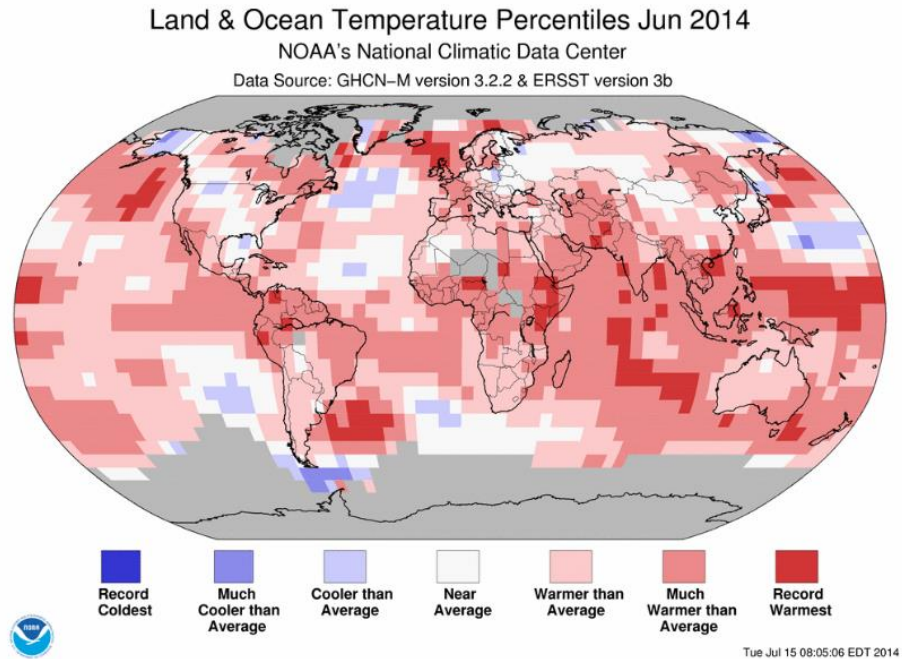 Land & Ocean Temperature Percentiles Jun 2014
NOAA's National Climatic Data Center
Data Source: GHCN–M version 3.2.2 & ERSST version 3b
Record
Coldest
Much
Cooler than
Average
Cooler than
Average
Near
Average
Warmer than
Average
Much
Warmer than
Average
Record
Warmest
NOAA
Tue Jul 15 08:05:06 EDT 2014